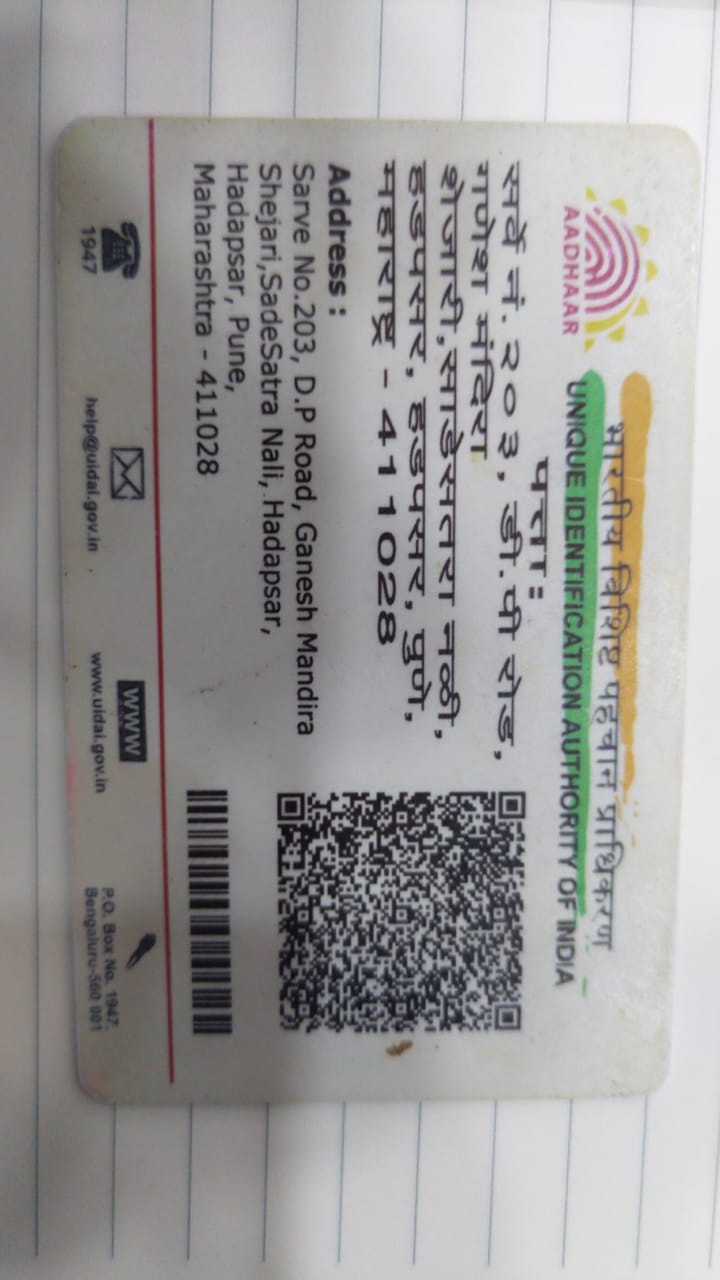 भारतीय विशिष्ट पहचान प्राधिकरण
UNIQUE IDENTIFICATION AUTHORITY OF INDIA
AADHAAR
पत्ता :
सर्वे नं. २०३, डी.पी रोड,
गणेश मंदिरा
शेजारी,साडेसतरा नळी,
हडपसर, हडपसर, पुणे,
महाराष्ट्र - 411028
Address :
Sarve No.203, D.P Road, Ganesh Mandira
Shejari,SadeSatra Nali, Hadapsar,
Hadapsar, Pune,
Maharashtra - 411028
1947
help@uidai.gov.in
WWW
www.uidai.gov.in
P.O. Box No. 1947,
Bengaluru-560 001